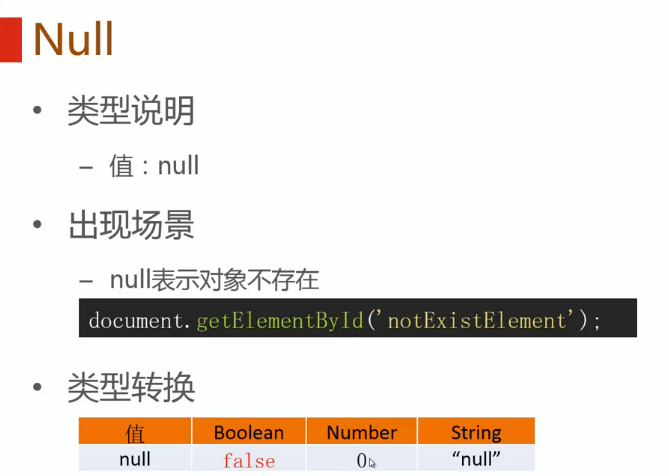 Null
• 类型说明
– 值：null
• 出现场景
– null表示对象不存在
document.getElementById('notExistElement');
• 类型转换
值 Boolean Number String
null false 0 “null”